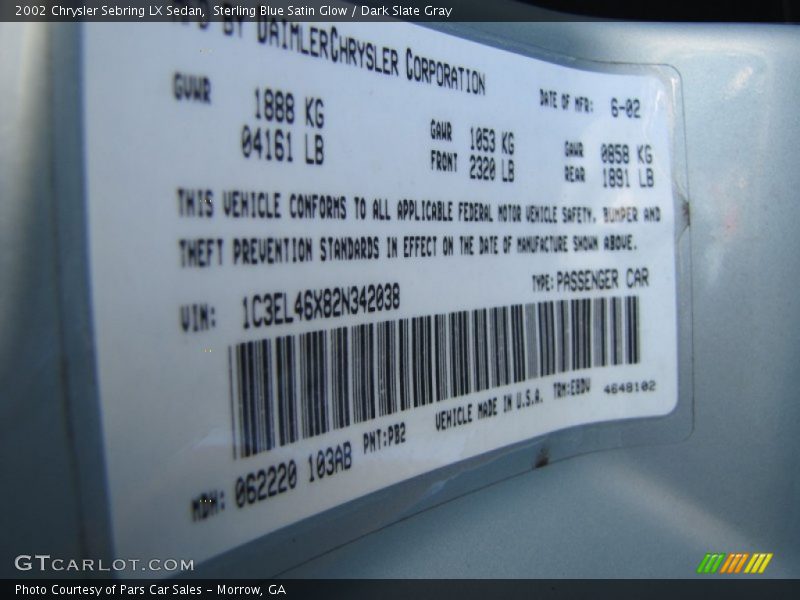 2002 Chrysler Sebring LX Sedan, Sterling Blue Satin Glow / Dark Slate Gray
MFD BY DAIMLERCHRYSLER CORPORATION
DATE OF MFR: 6-02
GVWR 1888 KG
04161 LB
GAWR 1053 KG
FRONT 2320 LB
GAWR 0858 KG
REAR 1891 LB
THIS VEHICLE CONFORMS TO ALL APPLICABLE FEDERAL MOTOR VEHICLE SAFETY, BUMPER AND
THEFT PREVENTION STANDARDS IN EFFECT ON THE DATE OF MANUFACTURE SHOWN ABOVE.
VIN: 1C3EL46X82N342038
TYPE: PASSENGER CAR
MDH: 062220 103AB PNT:PB2
VEHICLE MADE IN U.S.A. TRM:EBDV 4648102
GTCARLOT.COM
Photo Courtesy of Pars Car Sales - Morrow, GA